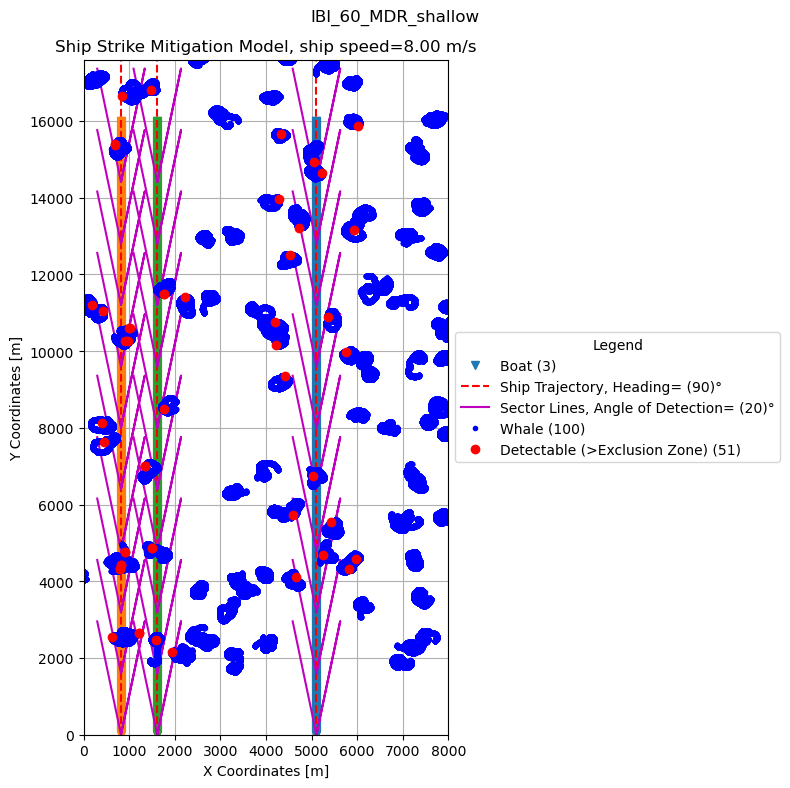 IBI_60_MDR_shallow
Ship Strike Mitigation Model, ship speed=8.00 m/s
16000
14000
12000
10000
8000
6000
4000
2000
0
Y Coordinates [m]
0 1000 2000 3000 4000 5000 6000 7000 8000
X Coordinates [m]
Legend
Boat (3)
Ship Trajectory, Heading= (90)°
Sector Lines, Angle of Detection= (20)°
Whale (100)
Detectable (>Exclusion Zone) (51)